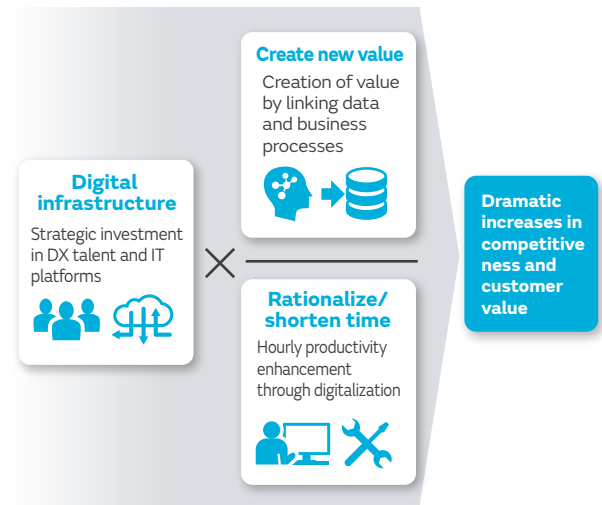 Digital
infrastructure
Strategic investment
in DX talent and IT
platforms
×
Create new value
Creation of value
by linking data
and business
processes
Rationalize/
shorten time
Hourly productivity
enhancement
through digitalization
Dramatic
increases in
competitive
ness and
customer
value